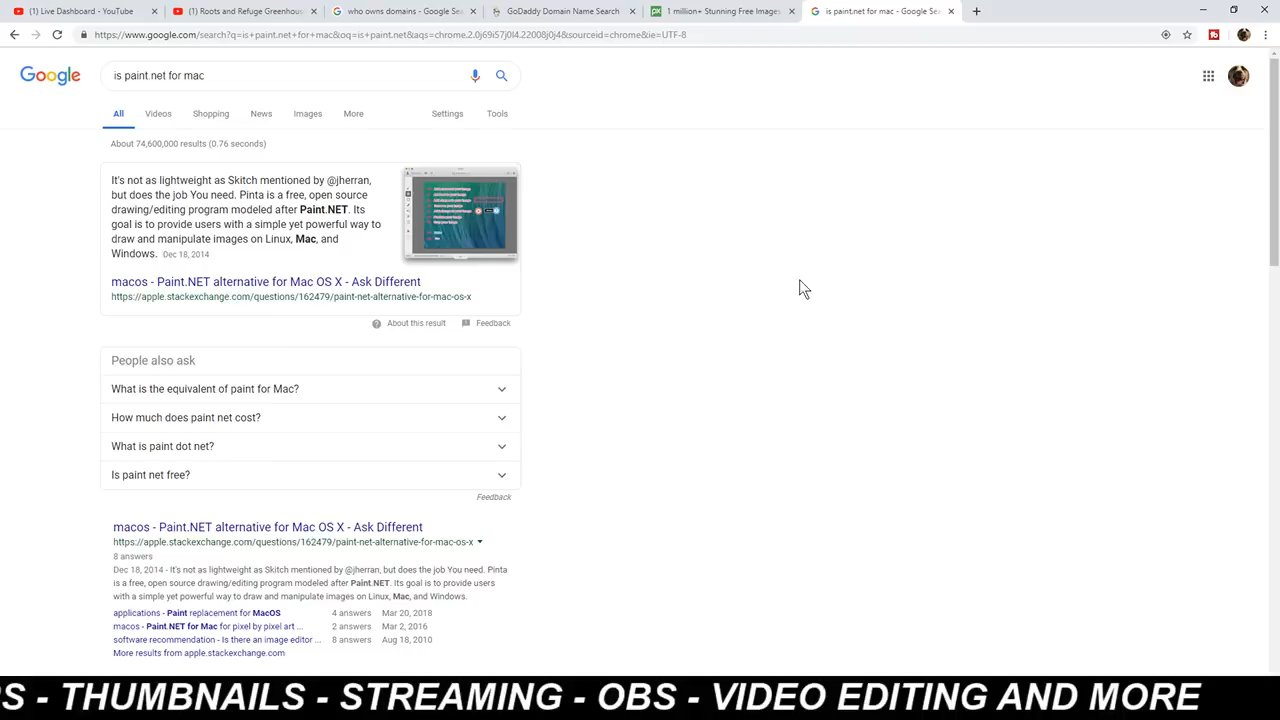 (1) Live Dashboard - YouTube
(1) Roots and Refuge Greenhouse
who owns domains - Google Sea
GoDaddy Domain Name Search
1 million+ Stunning Free Images
is paint.net for mac - Google Sea
https://www.google.com/search?q=is+paint.net+for+mac&oq=is+paint.net&aqs=chrome.2.0j69i57j0l4.22008j0j4&sourceid=chrome&ie=UTF-8
Google
is paint.net for mac
All Videos Shopping News Images More Settings Tools
About 74,600,000 results (0.76 seconds)
It's not as lightweight as Skitch mentioned by @jherran,
but does the job You need. Pinta is a free, open source
drawing/editing program modeled after Paint.NET. Its
goal is to provide users with a simple yet powerful way to
draw and manipulate images on Linux, Mac, and
Windows. Dec 18, 2014
macos - Paint.NET alternative for Mac OS X - Ask Different
https://apple.stackexchange.com/questions/162479/paint-net-alternative-for-mac-os-x
About this result Feedback
People also ask
What is the equivalent of paint for Mac?
How much does paint net cost?
What is paint dot net?
Is paint net free?
Feedback
macos - Paint.NET alternative for Mac OS X - Ask Different
https://apple.stackexchange.com/questions/162479/paint-net-alternative-for-mac-os-x
8 answers
Dec 18, 2014 - It's not as lightweight as Skitch mentioned by @jherran, but does the job You need. Pinta
is a free, open source drawing/editing program modeled after Paint.NET. Its goal is to provide users
with a simple yet powerful way to draw and manipulate images on Linux, Mac, and Windows.
applications - Paint replacement for MacOS 4 answers Mar 20, 2018
macos - Paint.NET for Mac for pixel by pixel art ... 2 answers Mar 2, 2016
software recommendation - Is there an image editor ... 8 answers Aug 18, 2010
More results from apple.stackexchange.com
RS - THUMBNAILS - STREAMING - OBS - VIDEO EDITING AND MORE